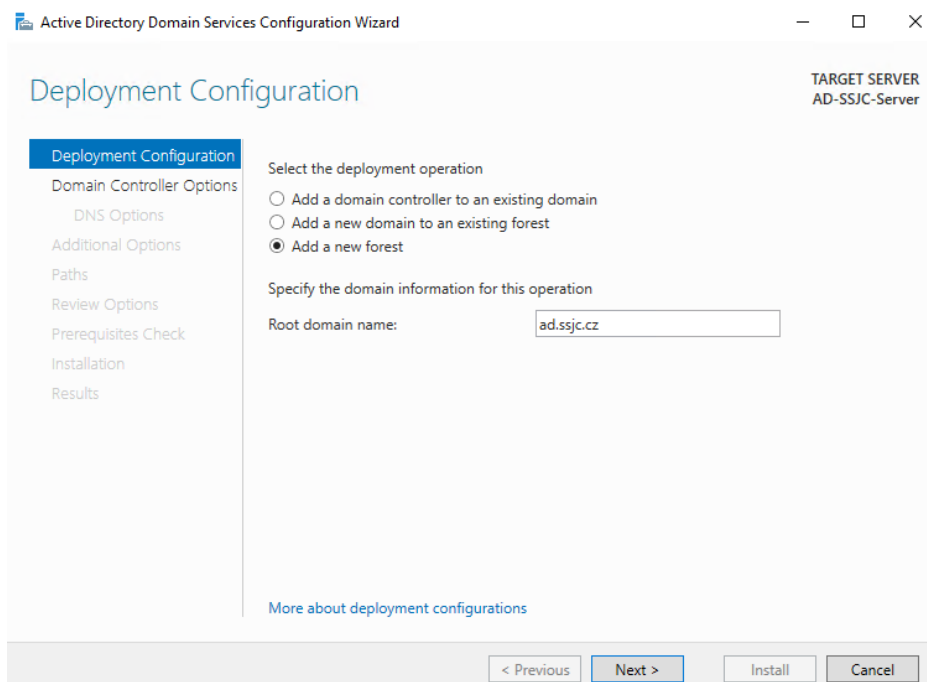 Active Directory Domain Services Configuration Wizard
Deployment Configuration
TARGET SERVER
AD-SSJC-Server
Deployment Configuration
Domain Controller Options
DNS Options
Additional Options
Paths
Review Options
Prerequisites Check
Installation
Results
Select the deployment operation
Add a domain controller to an existing domain
Add a new domain to an existing forest
Add a new forest
Specify the domain information for this operation
Root domain name:
ad.ssjc.cz
More about deployment configurations
< Previous
Next >
Install
Cancel